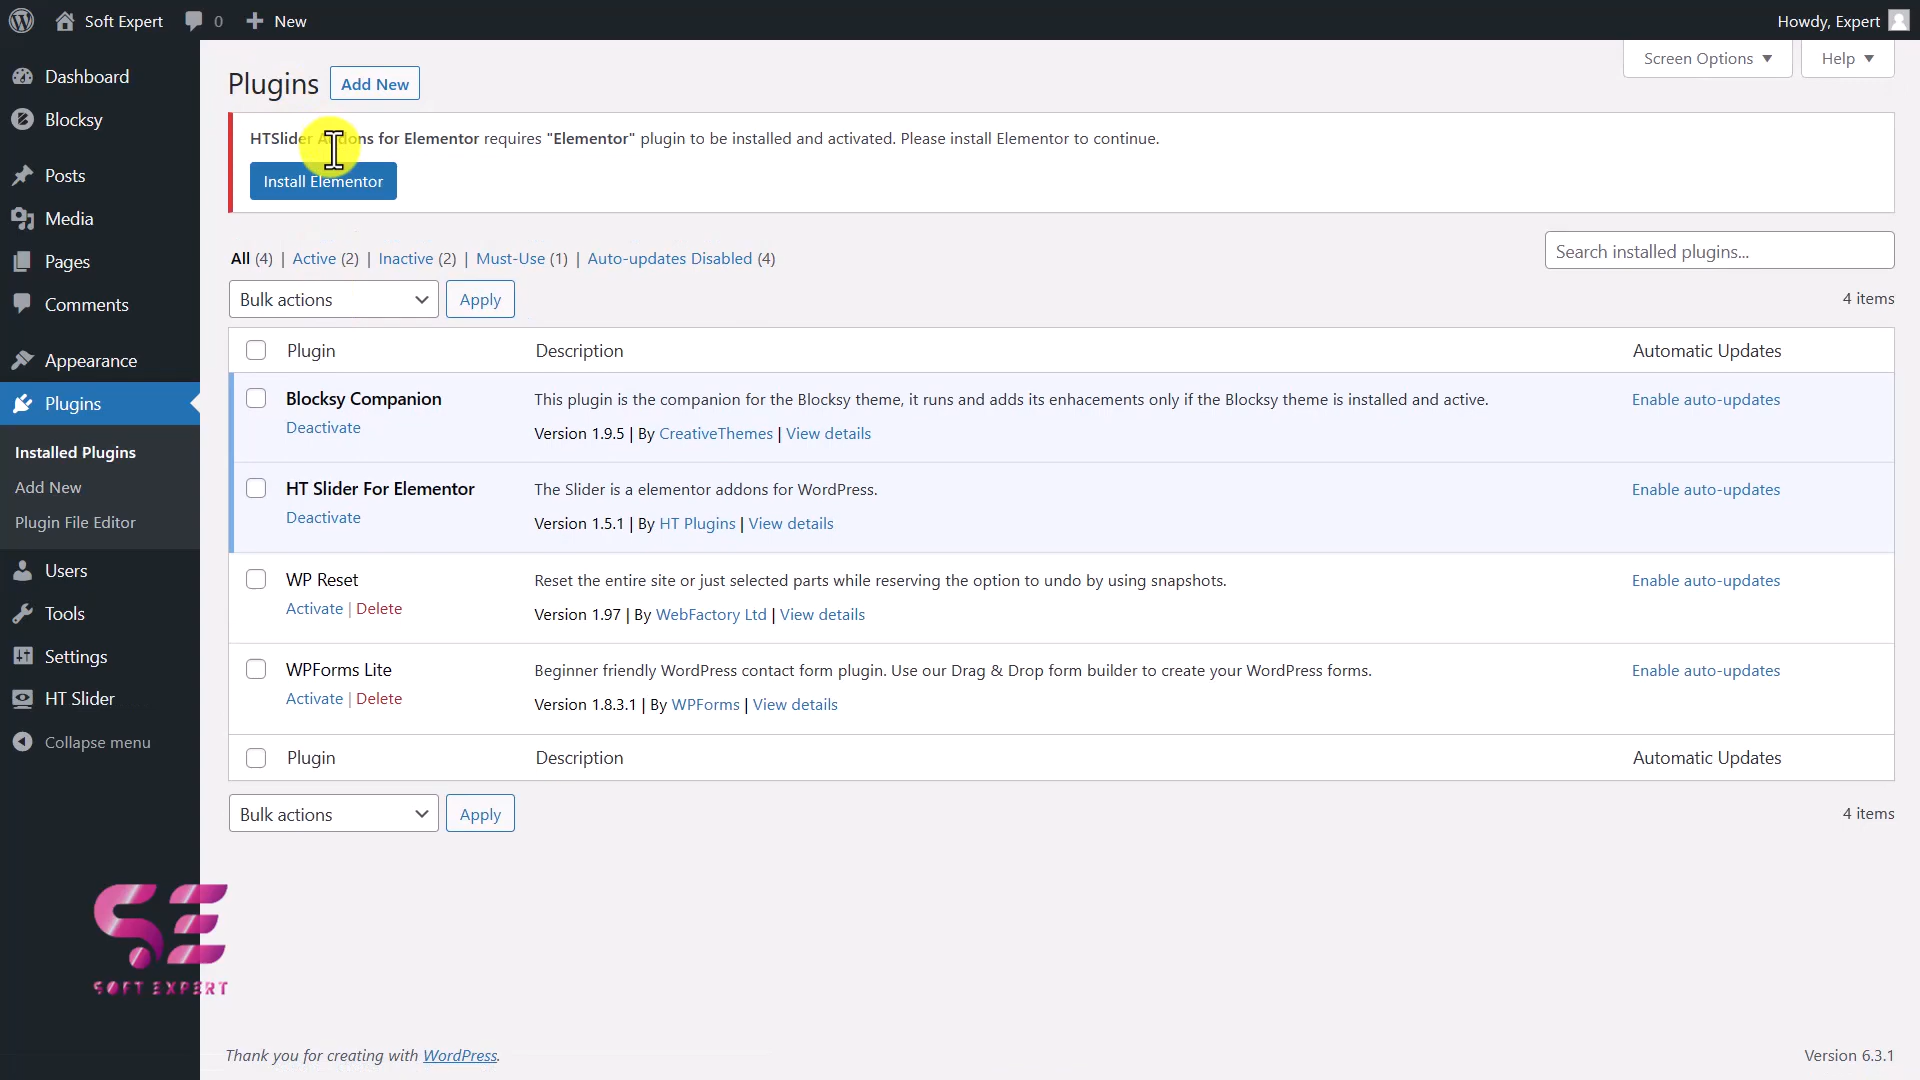 Soft Expert 0 New Howdy, Expert
Dashboard
Blocksy
Posts
Media
Pages
Comments
Appearance
Plugins
Installed Plugins
Add New
Plugin File Editor
Users
Tools
Settings
HT Slider
Collapse menu
Screen Options Help
Plugins Add New
HTSlider Addons for Elementor requires "Elementor" plugin to be installed and activated. Please install Elementor to continue.
Install Elementor
All (4) | Active (2) | Inactive (2) | Must-Use (1) | Auto-updates Disabled (4)
Search installed plugins...
Bulk actions Apply 4 items
Plugin Description Automatic Updates
Blocksy Companion This plugin is the companion for the Blocksy theme, it runs and adds its enhacements only if the Blocksy theme is installed and active. Enable auto-updates
Deactivate
Version 1.9.5 | By CreativeThemes | View details
HT Slider For Elementor The Slider is a elementor addons for WordPress. Enable auto-updates
Deactivate
Version 1.5.1 | By HT Plugins | View details
WP Reset Reset the entire site or just selected parts while reserving the option to undo by using snapshots. Enable auto-updates
Activate | Delete
Version 1.97 | By WebFactory Ltd | View details
WPForms Lite Beginner friendly WordPress contact form plugin. Use our Drag & Drop form builder to create your WordPress forms. Enable auto-updates
Activate | Delete
Version 1.8.3.1 | By WPForms | View details
Plugin Description Automatic Updates
Bulk actions Apply 4 items
SE
SOFT EXPERT
Thank you for creating with WordPress. Version 6.3.1